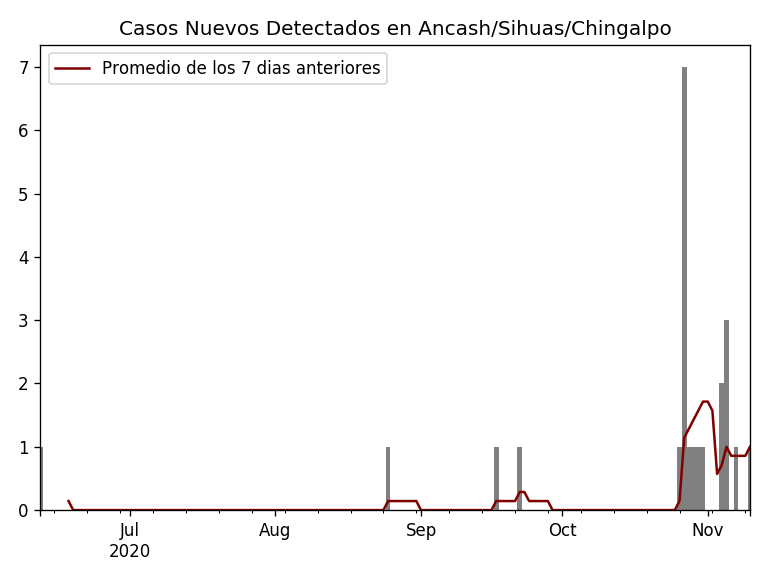 Casos Nuevos Detectados en Ancash/Sihuas/Chingalpo
Promedio de los 7 dias anteriores
7
6
5
4
3
2
1
0
Jul
2020
Aug
Sep
Oct
Nov